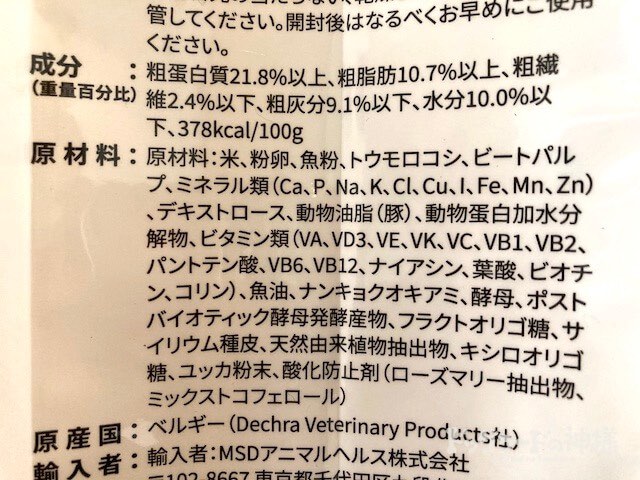 管してください。開封後はなるべくお早めにご使用
ください。
成分 : 粗蛋白質21.8%以上、粗脂肪10.7%以上、粗繊
(重量百分比) 維2.4%以下、粗灰分9.1%以下、水分10.0%以
下、378kcal/100g
原材料 : 原材料:米、粉卵、魚粉、トウモロコシ、ビートパル
プ、ミネラル類(Ca、P、Na、K、Cl、Cu、I、Fe、Mn、Zn)
、デキストロース、動物油脂(豚)、動物蛋白加水分
解物、ビタミン類(VA、VD3、VE、VK、VC、VB1、VB2、
パントテン酸、VB6、VB12、ナイアシン、葉酸、ビオチ
ン、コリン)、魚油、ナンキョクオキアミ、酵母、ポスト
バイオティック酵母発酵産物、フラクトオリゴ糖、サ
イリウム種皮、天然由来植物抽出物、キシロオリゴ
糖、ユッカ粉末、酸化防止剤(ローズマリー抽出物、
ミックストコフェロール)
原産国 : ベルギー(Dechra Veterinary Products社)
輸入者 : 輸入者:MSDアニマルヘルス株式会社
〒102-8667 東京都千代田区九段北